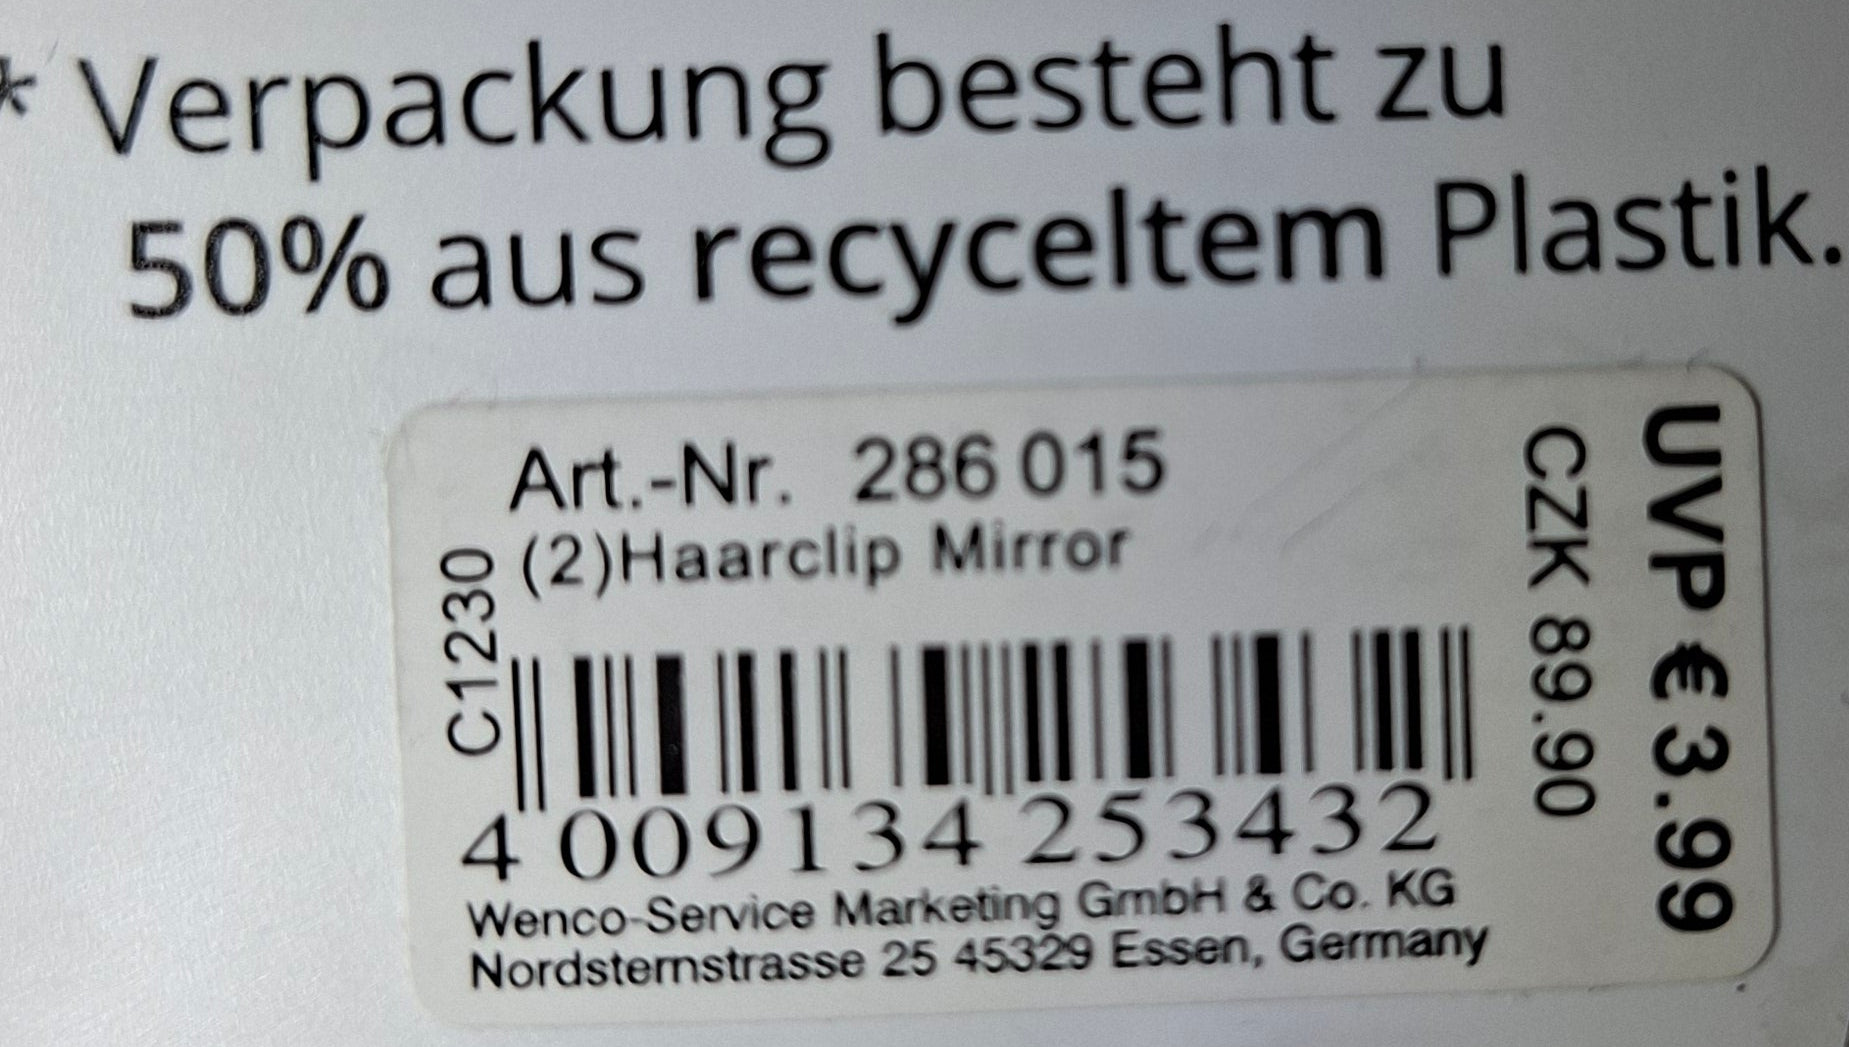 * Verpackung besteht zu
50% aus recyceltem Plastik.
Art.-Nr. 286 015
(2)Haarclip Mirror
C1230
4 009134 253432
Wenco-Service Marketing GmbH & Co. KG
Nordsternstrasse 25 45329 Essen, Germany
CZK 89.90
UVP € 3.99